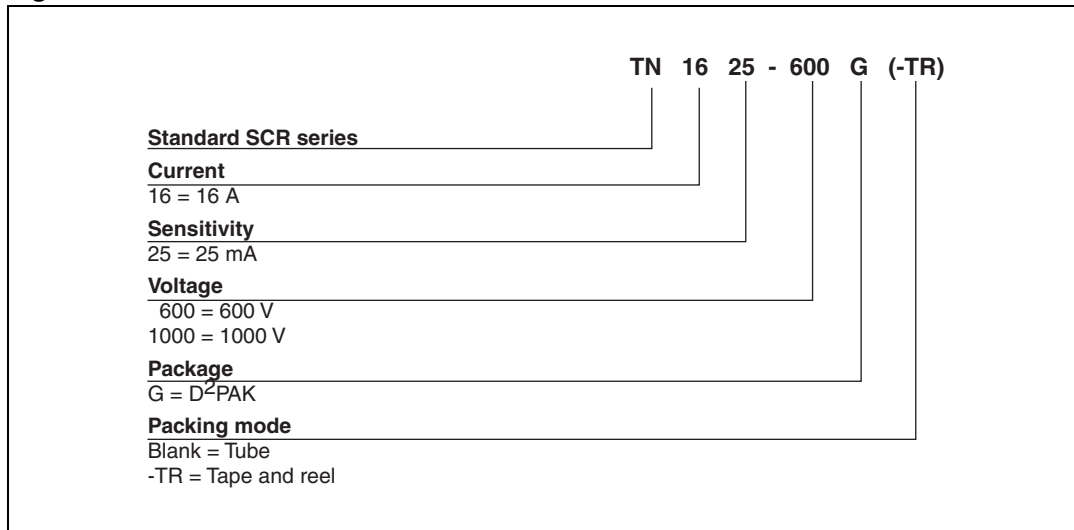 TN 16 25 - 600 G (-TR)
Standard SCR series
Current
16 = 16 A
Sensitivity
25 = 25 mA
Voltage
600 = 600 V
1000 = 1000 V
Package
G = D²PAK
Packing mode
Blank = Tube
-TR = Tape and reel